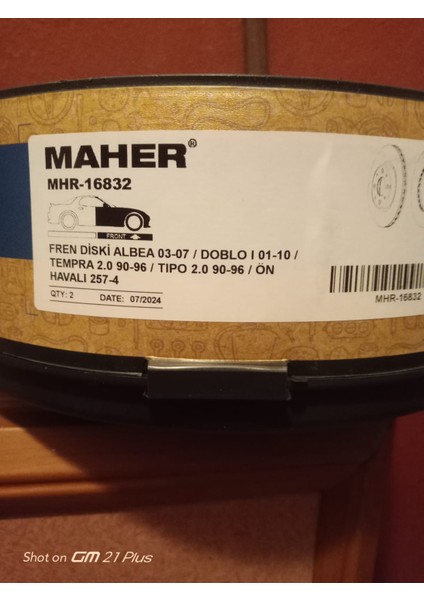 MAHER®
MHR-16832
FRONT
FREN DİSKİ ALBEA 03-07 / DOBLO I 01-10 /
TEMPRA 2.0 90-96 / TIPO 2.0 90-96 / ÖN
HAVALI 257-4
QTY: 2 DATE: 07/2024
MHR-16832
Shot on GM 21 Plus